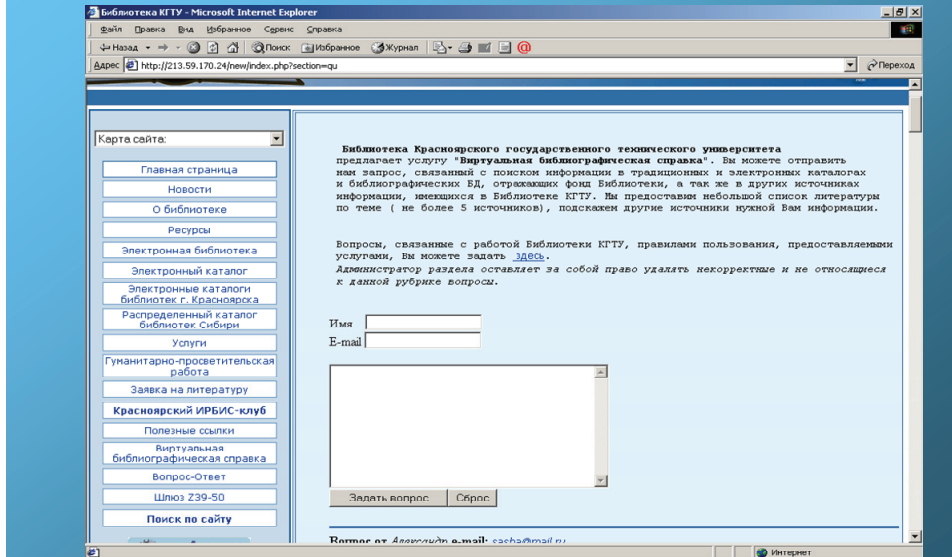 Библиотека КГТУ - Microsoft Internet Explorer
Файл Правка Вид Избранное Сервис Справка
Назад Поиск Избранное Журнал
Адрес http://213.59.170.24/new/index.php?section=qu Переход
Карта сайта:
Главная страница
Новости
О библиотеке
Ресурсы
Электронная библиотека
Электронный каталог
Электронные каталоги
библиотек г. Красноярска
Распределенный каталог
библиотек Сибири
Услуги
Гуманитарно-просветительская
работа
Заявка на литературу
Красноярский ИРБИС-клуб
Полезные ссылки
Виртуальная
библиографическая справка
Вопрос-Ответ
Шлюз Z39-50
Поиск по сайту
Библиотека Красноярского государственного технического университета
предлагает услугу "Виртуальная библиографическая справка". Вы можете отправить
нам запрос, связанный с поиском информации в традиционных и электронных каталогах
и библиографических БД, отражающих фонд Библиотеки, а так же в других источниках
информации, имеющихся в Библиотеке КГТУ. Мы предоставим небольшой список литературы
по теме ( не более 5 источников), подскажем другие источники нужной Вам информации.
Вопросы, связанные с работой Библиотеки КГТУ, правилами пользования, предоставляемыми
услугами, Вы можете задать здесь.
Администратор раздела оставляет за собой право удалять некорректные и не относящиеся
к данной рубрике вопросы.
Имя
E-mail
Задать вопрос Сброс
Вопрос от Александр e-mail: sasha@mail.ru
Интернет